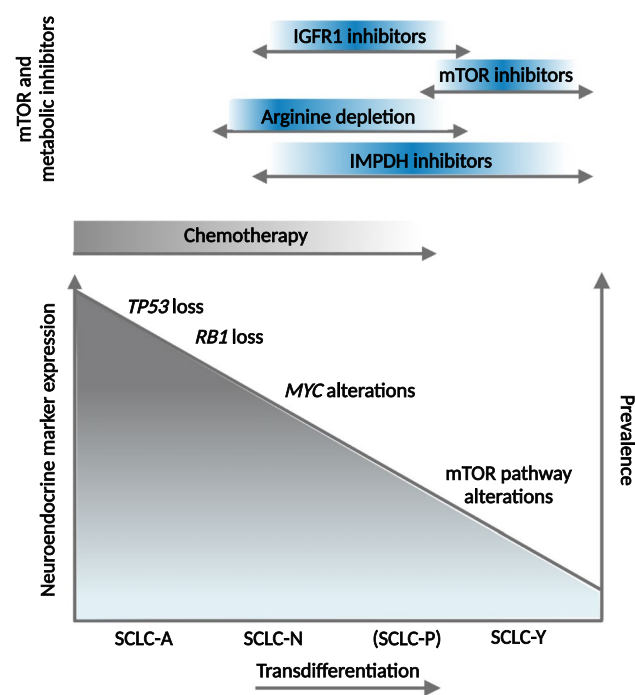 mTOR and
metabolic inhibitors
IGFR1 inhibitors
mTOR inhibitors
Arginine depletion
IMPDH inhibitors
Chemotherapy
Neuroendocrine marker expression
TP53 loss
RB1 loss
MYC alterations
mTOR pathway
alterations
Prevalence
SCLC-A
SCLC-N
(SCLC-P)
SCLC-Y
Transdifferentiation